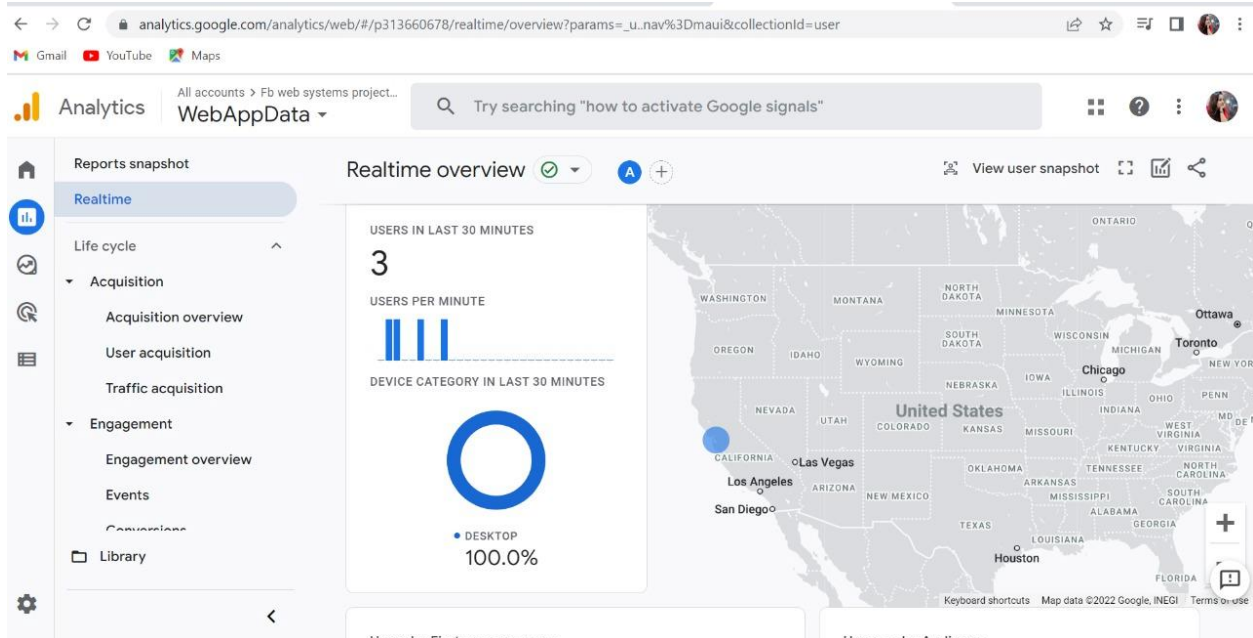 analytics.google.com/analytics/web/#/p313660678/realtime/overview?params=_u..nav%3Dmaui&collectionId=user
Gmail YouTube Maps
Analytics
All accounts > Fb web systems project...
WebAppData
Try searching "how to activate Google signals"
Reports snapshot
Realtime
Life cycle
Acquisition
Acquisition overview
User acquisition
Traffic acquisition
Engagement
Engagement overview
Events
Conversions
Library
Realtime overview
A
View user snapshot
USERS IN LAST 30 MINUTES
3
USERS PER MINUTE
DEVICE CATEGORY IN LAST 30 MINUTES
DESKTOP
100.0%
ONTARIO
WASHINGTON
MONTANA
NORTH
DAKOTA
MINNESOTA
Ottawa
OREGON
IDAHO
SOUTH
DAKOTA
WISCONSIN
MICHIGAN
Toronto
WYOMING
NEW YOR
Chicago
NEBRASKA
IOWA
ILLINOIS
OHIO
PENN
NEVADA
UTAH
United States
COLORADO
KANSAS
MISSOURI
INDIANA
WEST
VIRGINIA
MD
DE
KENTUCKY
VIRGINIA
CALIFORNIA
Las Vegas
OKLAHOMA
TENNESSEE
NORTH
CAROLINA
Los Angeles
ARIZONA
NEW MEXICO
ARKANSAS
MISSISSIPPI
SOUTH
CAROLINA
San Diego
ALABAMA
TEXAS
GEORGIA
LOUISIANA
Houston
FLORIDA
Keyboard shortcuts Map data ©2022 Google, INEGI Terms of Use